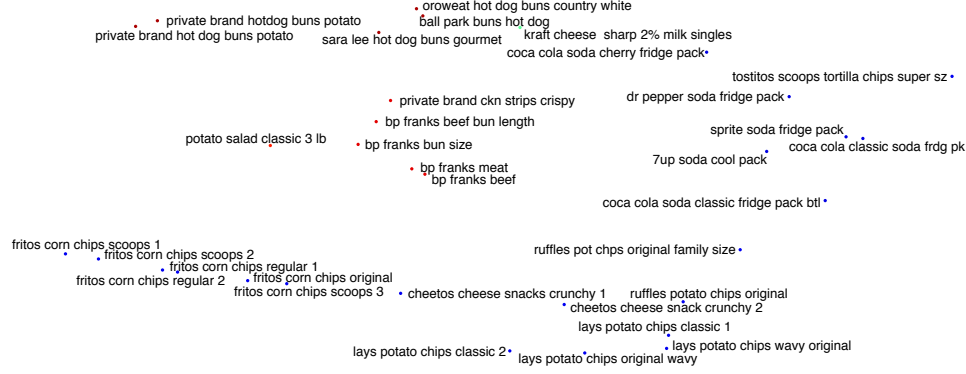 oroweat hot dog buns country white
private brand hotdog buns potato
ball park buns hot dog
private brand hot dog buns potato
sara lee hot dog buns gourmet
kraft cheese  sharp 2% milk singles
coca cola soda cherry fridge pack
tostitos scoops tortilla chips super sz
private brand ckn strips crispy
dr pepper soda fridge pack
bp franks beef bun length
sprite soda fridge pack
potato salad classic 3 lb
bp franks bun size
coca cola classic soda frdg pk
7up soda cool pack
bp franks meat
bp franks beef
coca cola soda classic fridge pack btl
fritos corn chips scoops 1
ruffles pot chps original family size
fritos corn chips scoops 2
fritos corn chips regular 1
fritos corn chips regular 2
fritos corn chips original
fritos corn chips scoops 3
cheetos cheese snacks crunchy 1
ruffles potato chips original
cheetos cheese snack crunchy 2
lays potato chips classic 1
lays potato chips classic 2
lays potato chips wavy original
lays potato chips original wavy